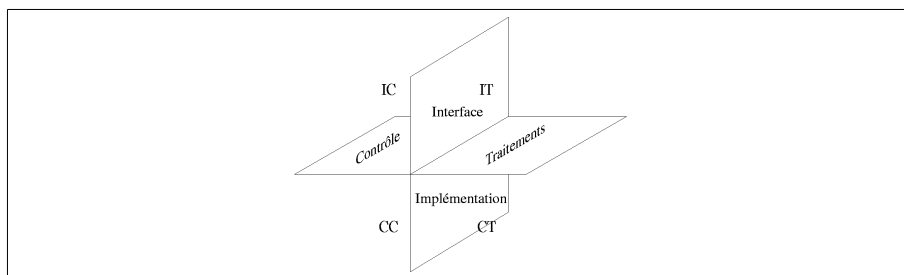 IC
IT
Interface
Contrôle
Traitements
Implémentation
CC
CT